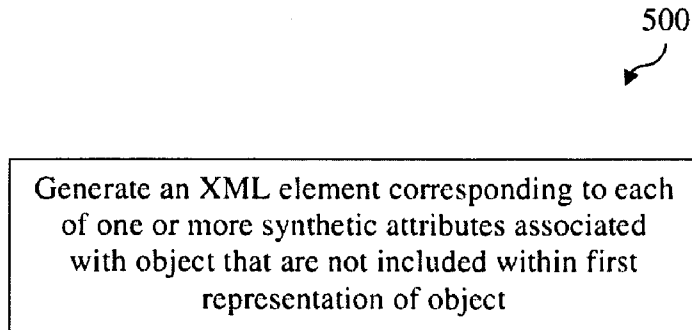 500
Generate an XML element corresponding to each
of one or more synthetic attributes associated
with object that are not included within first
representation of object